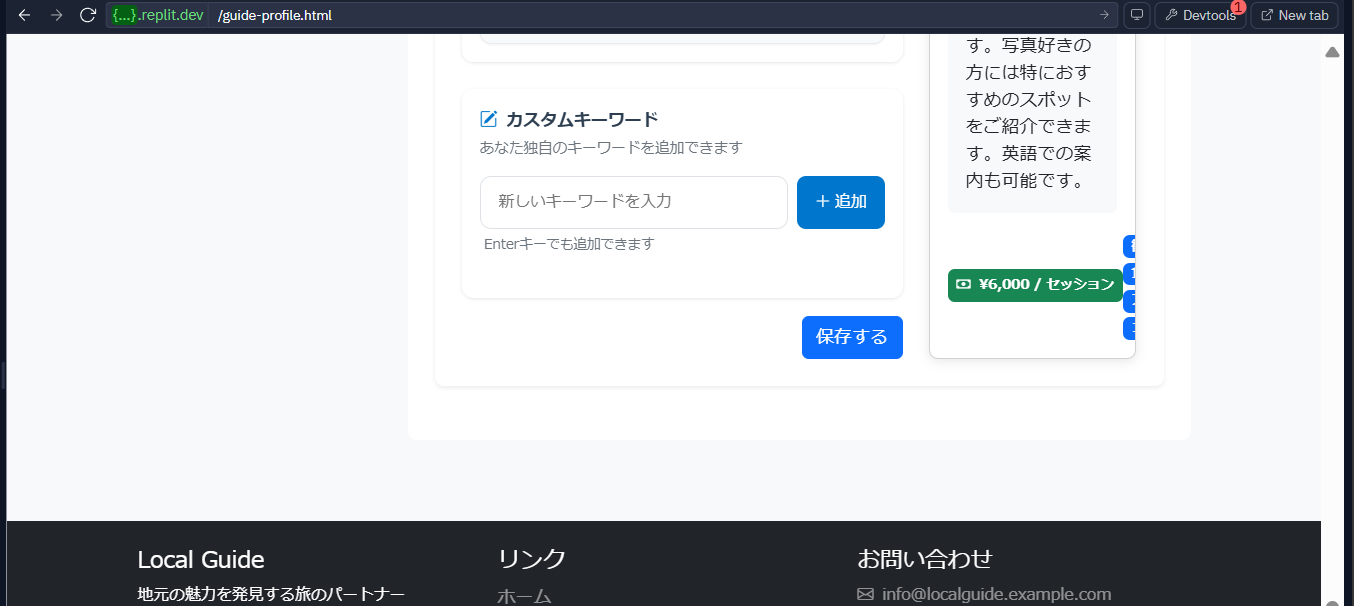 {...}.replit.dev /guide-profile.html
Devtools 1
New tab
カスタムキーワード
あなた独自のキーワードを追加できます
新しいキーワードを入力
+ 追加
Enterキーでも追加できます
保存する
す。写真好きの
方には特におす
すめのスポット
をご紹介できま
す。英語での案
内も可能です。
¥6,000 / セッション
Local Guide
地元の魅力を発見する旅のパートナー
リンク
ホーム
お問い合わせ
info@localguide.example.com